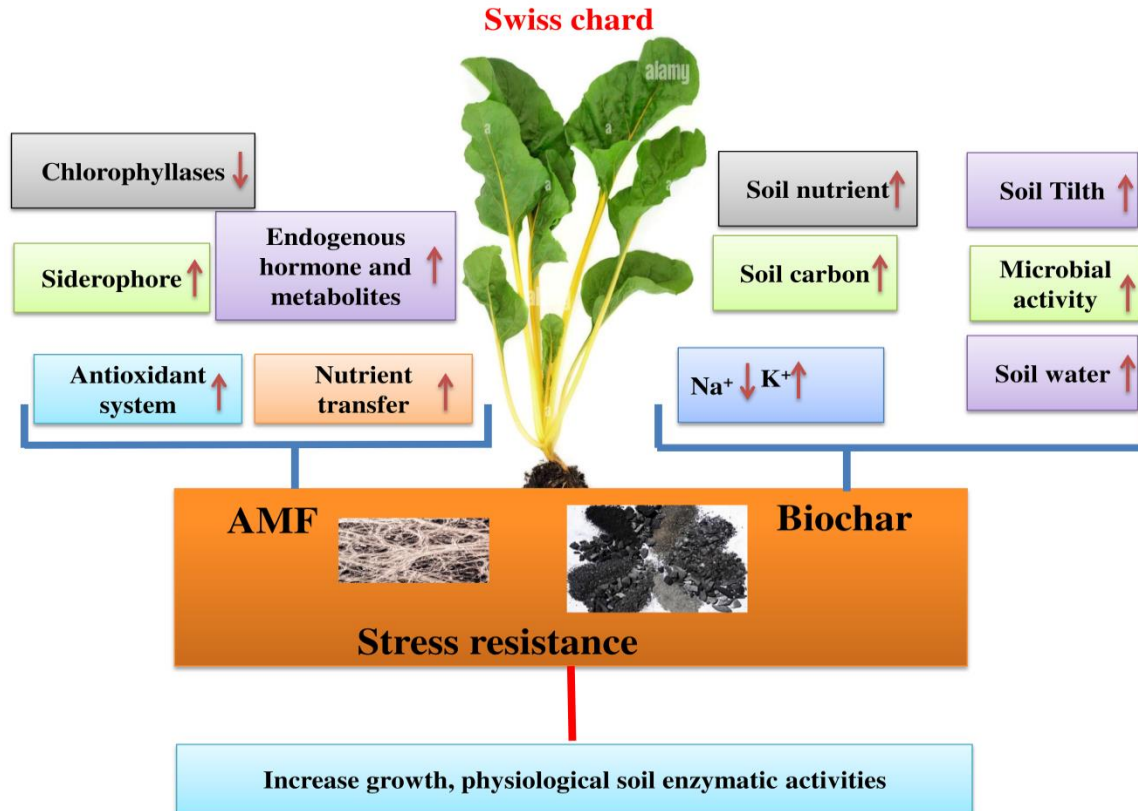 Swiss chard
alamy
a
a
a
a
Chlorophyllases ↓
Siderophore ↑
Endogenous
hormone and
metabolites ↑
Antioxidant
system ↑
Nutrient
transfer ↑
Soil nutrient ↑
Soil Tilth ↑
Soil carbon ↑
Microbial
activity ↑
Na⁺ ↓ K⁺ ↑
Soil water ↑
AMF
Biochar
Stress resistance
Increase growth, physiological soil enzymatic activities